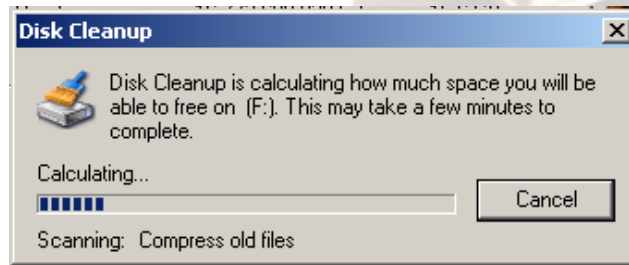 Disk Cleanup
Disk Cleanup is calculating how much space you will be
able to free on (F:). This may take a few minutes to
complete.
Calculating...
Cancel
Scanning: Compress old files